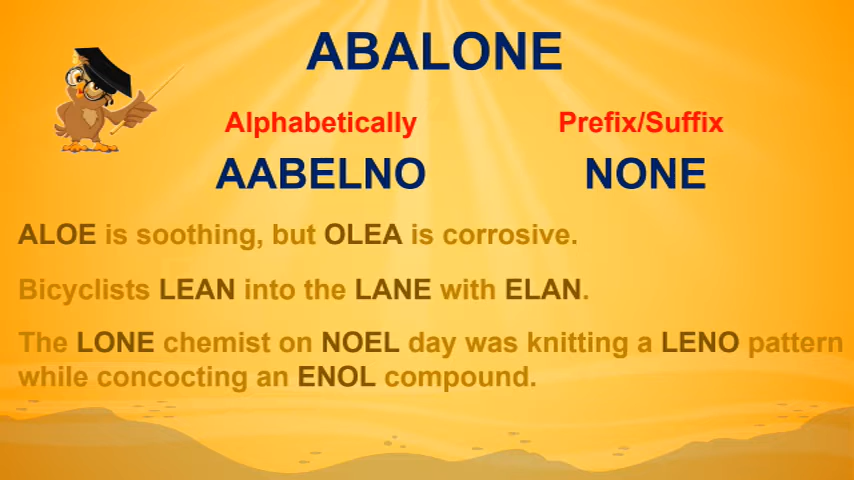 ABALONE
Alphabetically
Prefix/Suffix
AABELNO
NONE
ALOE is soothing, but OLEA is corrosive.
Bicyclists LEAN into the LANE with ELAN.
The LONE chemist on NOEL day was knitting a LENO pattern
while concocting an ENOL compound.